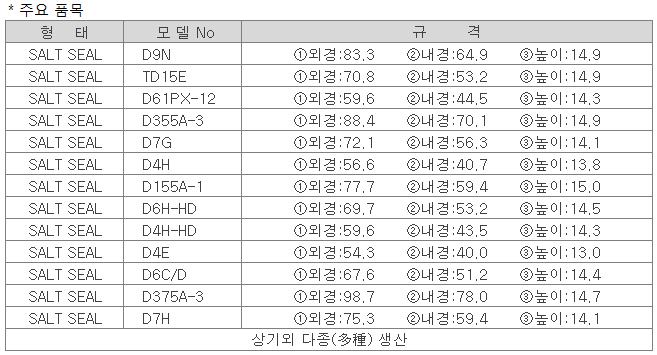 * 주요 품목
형 태 모 델 No 규 격
SALT SEAL D9N ①외경:83.3 ②내경:64.9 ③높이:14.9
SALT SEAL TD15E ①외경:70.8 ②내경:53.2 ③높이:14.9
SALT SEAL D61PX-12 ①외경:59.6 ②내경:44.5 ③높이:14.3
SALT SEAL D355A-3 ①외경:88.4 ②내경:70.1 ③높이:14.9
SALT SEAL D7G ①외경:72.1 ②내경:56.3 ③높이:14.1
SALT SEAL D4H ①외경:56.6 ②내경:40.7 ③높이:13.8
SALT SEAL D155A-1 ①외경:77.7 ②내경:59.4 ③높이:15.0
SALT SEAL D6H-HD ①외경:69.7 ②내경:53.2 ③높이:14.5
SALT SEAL D4H-HD ①외경:59.6 ②내경:43.5 ③높이:14.3
SALT SEAL D4E ①외경:54.3 ②내경:40.0 ③높이:13.0
SALT SEAL D6C/D ①외경:67.6 ②내경:51.2 ③높이:14.4
SALT SEAL D375A-3 ①외경:98.7 ②내경:78.0 ③높이:14.7
SALT SEAL D7H ①외경:75.3 ②내경:59.4 ③높이:14.1
상기외 다종(多種) 생산